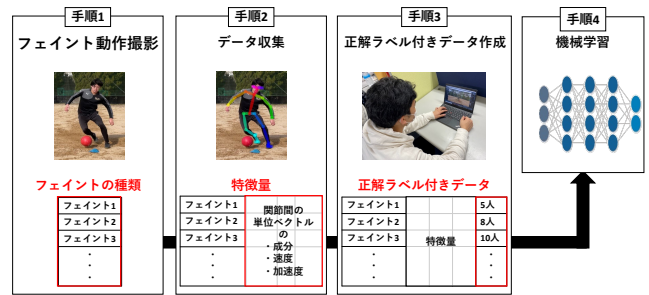 手順1
フェイント動作撮影
フェイントの種類
フェイント1
フェイント2
フェイント3
・
・
・
手順2
データ収集
特徴量
フェイント1
フェイント2
フェイント3
・
・
・
関節間の
単位ベクトル
の
・成分
・速度
・加速度
手順3
正解ラベル付きデータ作成
正解ラベル付きデータ
フェイント1
フェイント2
フェイント3
・
・
・
特徴量
5人
8人
10人
・
・
・
手順4
機械学習